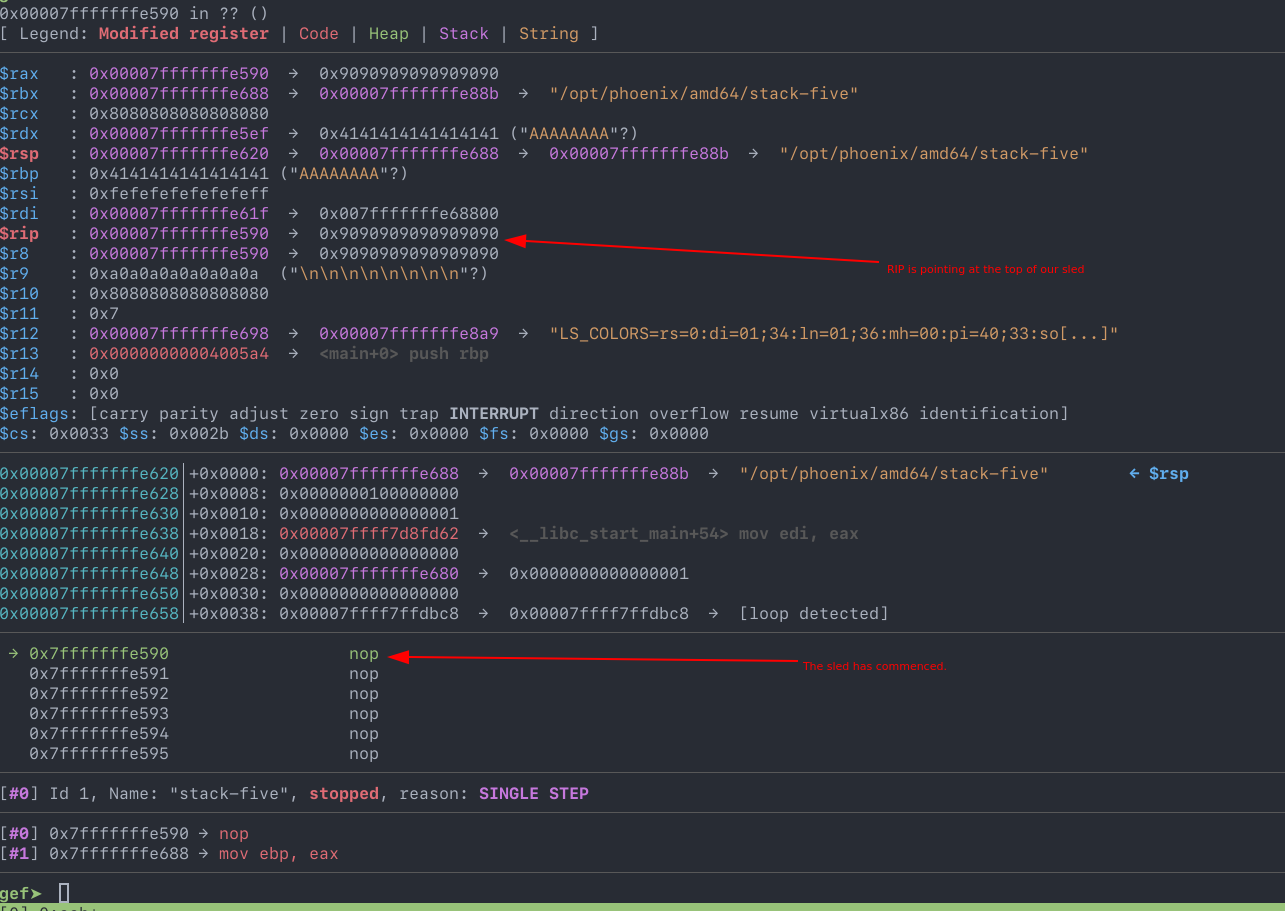 0x00007fffffffe590 in ?? ()
[ Legend: Modified register | Code | Heap | Stack | String ]
$rax   : 0x00007fffffffe590  →  0x9090909090909090
$rbx   : 0x00007fffffffe688  →  0x00007fffffffe88b  →  "/opt/phoenix/amd64/stack-five"
$rcx   : 0x8080808080808080
$rdx   : 0x00007fffffffe5ef  →  0x4141414141414141 ("AAAAAAAA"?)
$rsp   : 0x00007fffffffe620  →  0x00007fffffffe688  →  0x00007fffffffe88b  →  "/opt/phoenix/amd64/stack-five"
$rbp   : 0x4141414141414141 ("AAAAAAAA"?)
$rsi   : 0xfefefefefefefeff
$rdi   : 0x00007fffffffe61f  →  0x007fffffffe68800
$rip   : 0x00007fffffffe590  →  0x9090909090909090
$r8    : 0x00007fffffffe590  →  0x9090909090909090
RIP is pointing at the top of our sled
$r9    : 0xa0a0a0a0a0a0a0a  ("\n\n\n\n\n\n\n\n"?)
$r10   : 0x8080808080808080
$r11   : 0x7
$r12   : 0x00007fffffffe698  →  0x00007fffffffe8a9  →  "LS_COLORS=rs=0:di=01;34:ln=01;36:mh=00:pi=40;33:so[...]"
$r13   : 0x00000000004005a4  →  <main+0> push rbp
$r14   : 0x0
$r15   : 0x0
$eflags: [carry parity adjust zero sign trap INTERRUPT direction overflow resume virtualx86 identification]
$cs: 0x0033 $ss: 0x002b $ds: 0x0000 $es: 0x0000 $fs: 0x0000 $gs: 0x0000
0x00007fffffffe620│+0x0000: 0x00007fffffffe688  →  0x00007fffffffe88b  →  "/opt/phoenix/amd64/stack-five"        ← $rsp
0x00007fffffffe628│+0x0008: 0x0000000100000000
0x00007fffffffe630│+0x0010: 0x0000000000000001
0x00007fffffffe638│+0x0018: 0x00007ffff7d8fd62  →  <__libc_start_main+54> mov edi, eax
0x00007fffffffe640│+0x0020: 0x0000000000000000
0x00007fffffffe648│+0x0028: 0x00007fffffffe680  →  0x0000000000000001
0x00007fffffffe650│+0x0030: 0x0000000000000000
0x00007fffffffe658│+0x0038: 0x00007ffff7ffdbc8  →  0x00007ffff7ffdbc8  →  [loop detected]
→ 0x7fffffffe590                  nop
The sled has commenced.
0x7fffffffe591                  nop
0x7fffffffe592                  nop
0x7fffffffe593                  nop
0x7fffffffe594                  nop
0x7fffffffe595                  nop
[#0] Id 1, Name: "stack-five", stopped, reason: SINGLE STEP
[#0] 0x7fffffffe590 → nop
[#1] 0x7fffffffe688 → mov ebp, eax
gef➤